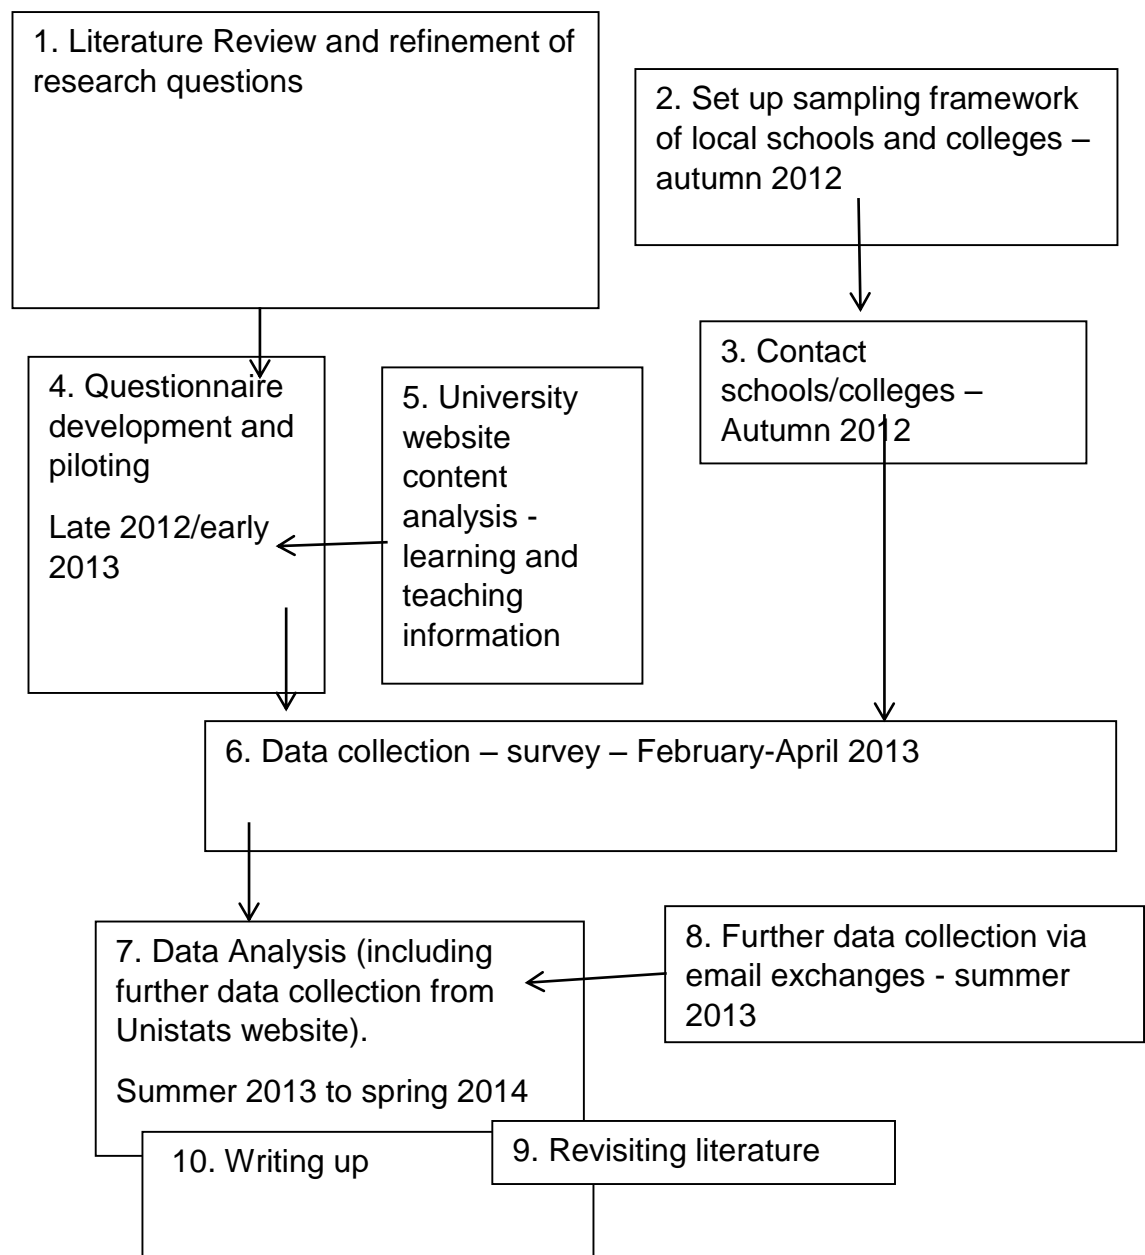 1. Literature Review and refinement of
research questions
2. Set up sampling framework
of local schools and colleges –
autumn 2012
3. Contact
schools/colleges –
Autumn 2012
4. Questionnaire
development and
piloting
Late 2012/early
2013
5. University
website
content
analysis -
learning and
teaching
information
6. Data collection – survey – February-April 2013
7. Data Analysis (including
further data collection from
Unistats website).
Summer 2013 to spring 2014
8. Further data collection via
email exchanges - summer
2013
9. Revisiting literature
10. Writing up